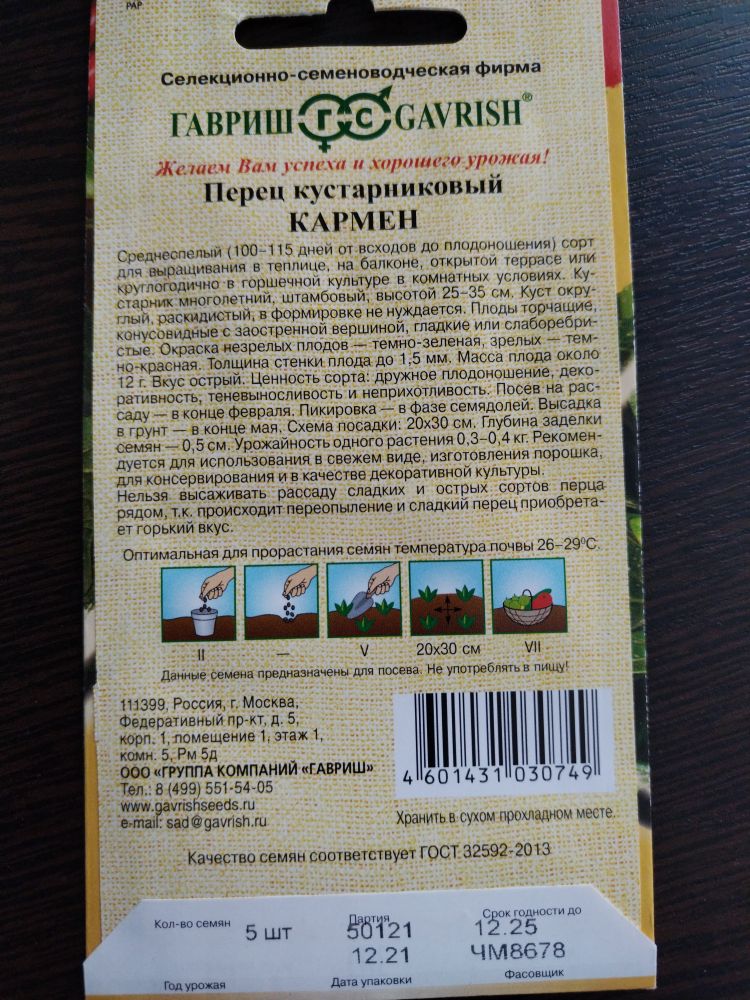 PAP
Селекционно-семеноводческая фирма
ГАВРИШ ГС GAVRISH®
Желаем Вам успеха и хорошего урожая!
Перец кустарниковый
КАРМЕН
Среднеспелый (100–115 дней от всходов до плодоношения) сорт
для выращивания в теплице, на балконе, открытой террасе или
круглогодично в горшечной культуре в комнатных условиях. Ку-
старник многолетний, штамбовый, высотой 25–35 см. Куст окру-
глый, раскидистый, в формировке не нуждается. Плоды торчащие,
конусовидные с заостренной вершиной, гладкие или слаборебри-
стые. Окраска незрелых плодов — темно-зеленая, зрелых — тем-
но-красная. Толщина стенки плода до 1,5 мм. Масса плода около
12 г. Вкус острый. Ценность сорта: дружное плодоношение, деко-
ративность, теневыносливость и неприхотливость. Посев на рас-
саду — в конце февраля. Пикировка — в фазе семядолей. Высадка
в грунт — в конце мая. Схема посадки: 20х30 см. Глубина заделки
семян — 0,5 см. Урожайность одного растения 0,3–0,4 кг. Рекомен-
дуется для использования в свежем виде, изготовления порошка,
для консервирования и в качестве декоративной культуры.
Нельзя высаживать рассаду сладких и острых сортов перца
рядом, т.к. происходит переопыление и сладкий перец приобрета-
ет горький вкус.
Оптимальная для прорастания семян температура почвы 26–29°С.
II — V 20х30 см VII
Данные семена предназначены для посева. Не употреблять в пищу!
111399, Россия, г. Москва,
Федеративный пр-кт, д. 5,
корп. 1, помещение 1, этаж 1,
комн. 5, Рм 5д
ООО «ГРУППА КОМПАНИЙ «ГАВРИШ»
Тел.: 8 (499) 551-54-05
www.gavrishseeds.ru
e-mail: sad@gavrish.ru
4 601431 030749
Хранить в сухом прохладном месте.
Качество семян соответствует ГОСТ 32592-2013
Кол-во семян 5 шт
Партия 50121
Срок годности до 12.25
12.21 ЧМ8678
Год урожая Дата упаковки Фасовщик